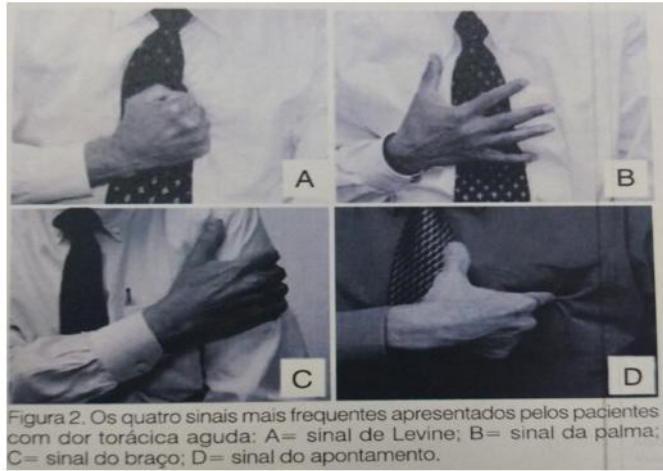 A
B
C
D
Figura 2. Os quatro sinais mais frequentes apresentados pelos pacientes
com dor torácica aguda: A= sinal de Levine; B= sinal da palma;
C= sinal do braço; D= sinal do apontamento.